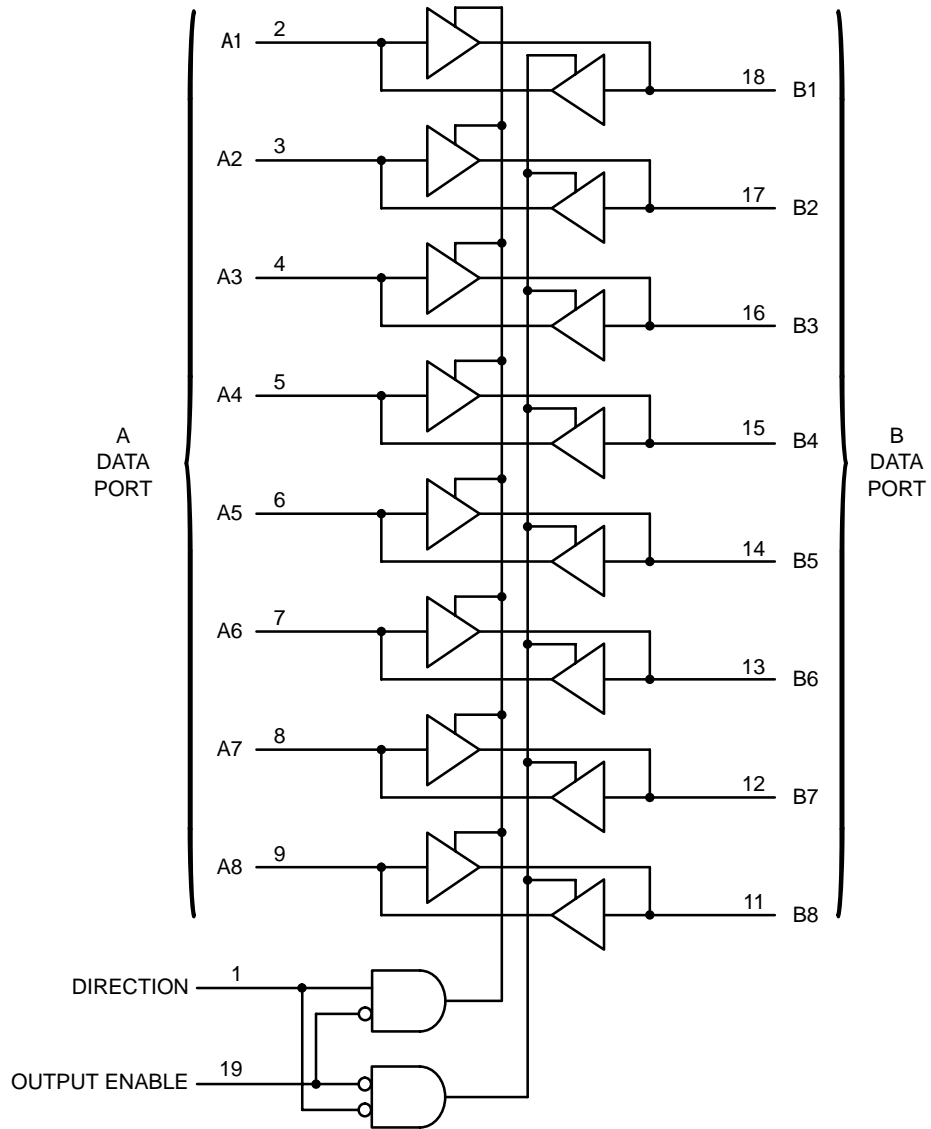 A1 2
18 B1
A2 3
17 B2
A3 4
16 B3
A4 5
15 B4
A DATA PORT
B DATA PORT
A5 6
14 B5
A6 7
13 B6
A7 8
12 B7
A8 9
11 B8
DIRECTION 1
OUTPUT ENABLE 19